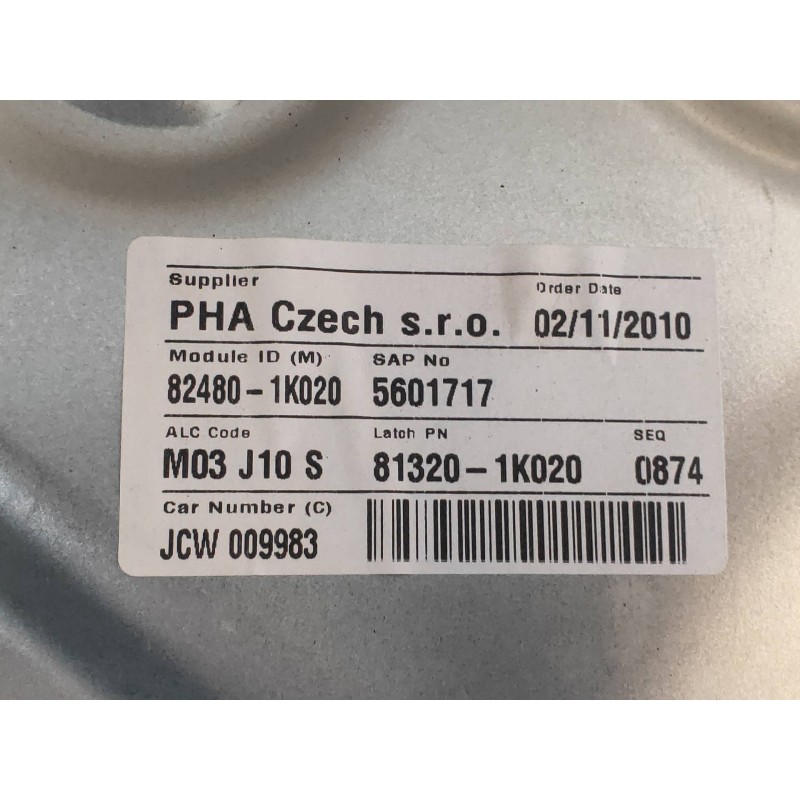 Supplier Order Date
PHA Czech s.r.o. 02/11/2010
Module ID (M) SAP No
82480-1K020 5601717
ALC Code Latch PN SEQ
M03 J10 S 81320-1K020 0874
Car Number (C)
JCW 009983